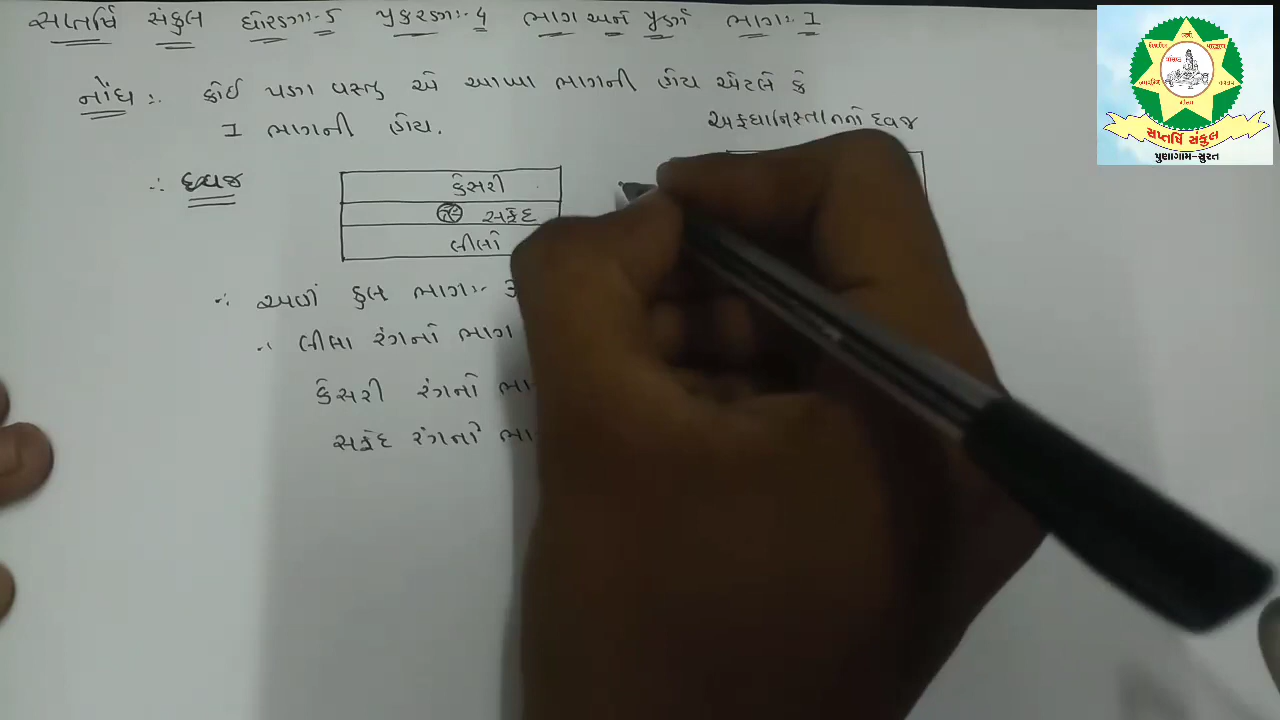 સપ્તર્ષિ સંકુલ ધોરણઃ- 5 પ્રકરણઃ- 4 ભાગ અને પૂર્ણ ભાગઃ 1
નોંધઃ- કોઈ પણ વસ્તુ એ આખા ભાગની હોય એટલે કે
1 ભાગની હોય.
અફઘાનિસ્તાનનો ધ્વજ
∴ ધ્વજ
કેસરી
સફેદ
લીલો
∴ અહીં કુલ ભાગઃ- 3
∴ લીલા રંગનો ભાગ
કેસરી રંગનો
સફેદ રંગનો
સપ્તર્ષિ સંકુલ
પુણાગામ-સુરત